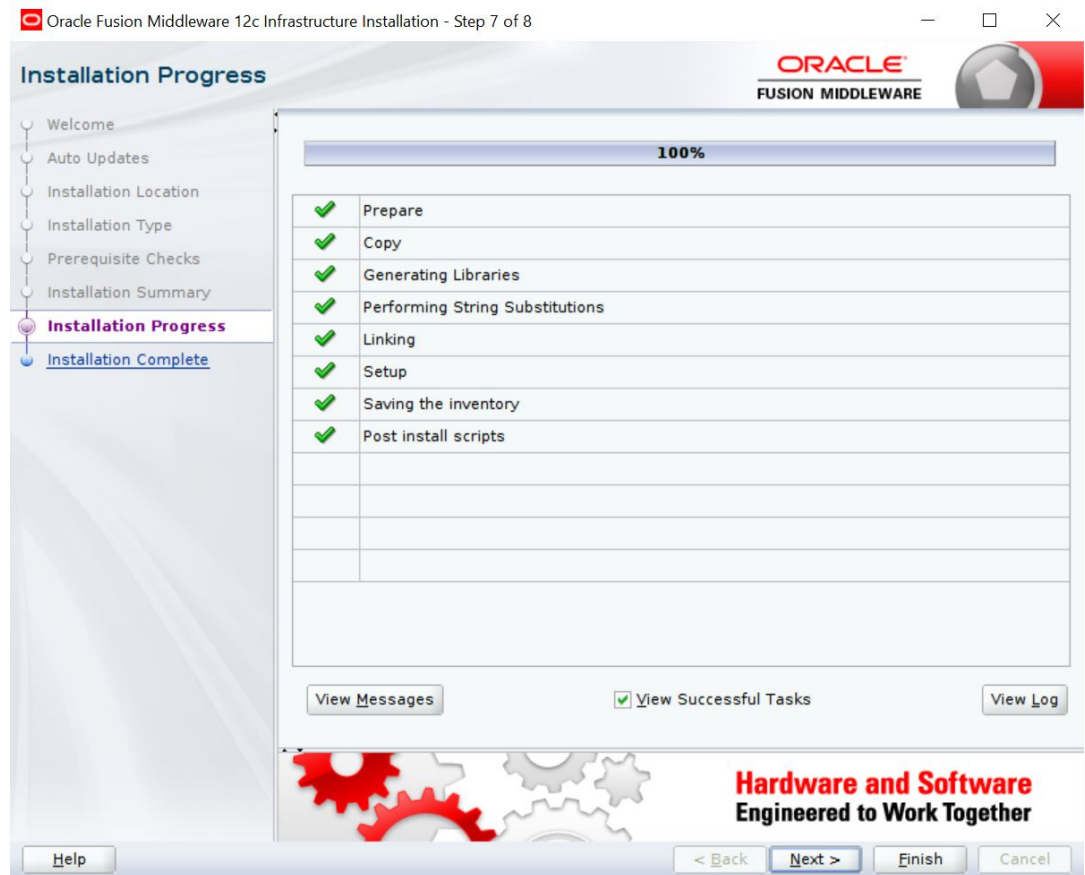 Oracle Fusion Middleware 12c Infrastructure Installation - Step 7 of 8
Installation Progress
ORACLE
FUSION MIDDLEWARE
Welcome
Auto Updates
Installation Location
Installation Type
Prerequisite Checks
Installation Summary
Installation Progress
Installation Complete
100%
Prepare
Copy
Generating Libraries
Performing String Substitutions
Linking
Setup
Saving the inventory
Post install scripts
View Messages
View Successful Tasks
View Log
Hardware and Software
Engineered to Work Together
Help
< Back
Next >
Finish
Cancel